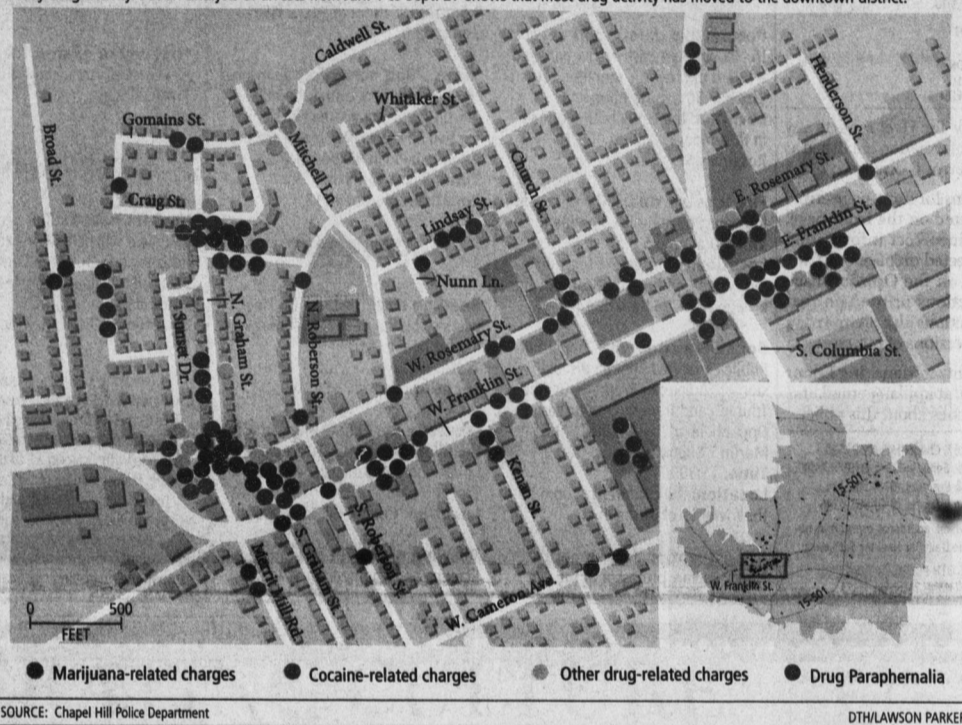 that most drug activity has moved to the downtown district.
Caldwell St.
Whitaker St.
Henderson St.
Gomains St.
Broad St.
Mitchell Ln.
Church St.
E. Rosemary St.
Craig St.
Lindsay St.
E. Franklin St.
Nunn Ln.
N. Graham St.
Sunset Dr.
N. Roberson St.
W. Rosemary St.
S. Columbia St.
W. Franklin St.
Kenan St.
S. Roberson St.
S. Graham St.
Merritt Mill Rd.
W. Cameron Ave.
15-501
W. Franklin St.
15-501
0 500
FEET
Marijuana-related charges Cocaine-related charges Other drug-related charges Drug Paraphernalia
SOURCE: Chapel Hill Police Department DTH/LAWSON PARKER